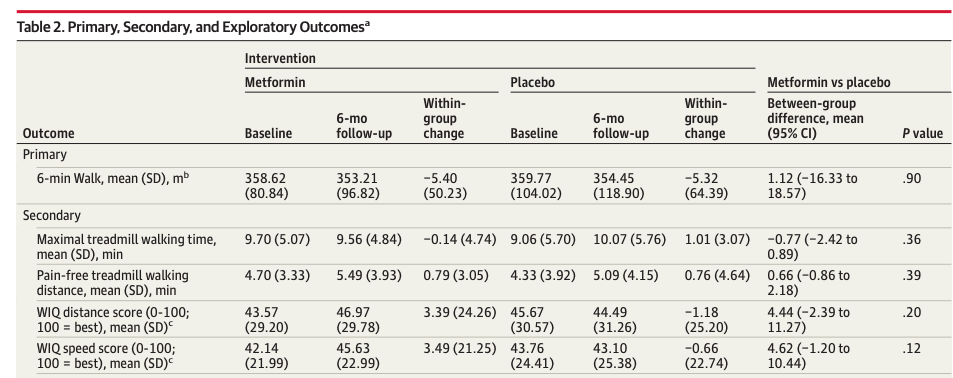 Table 2. Primary, Secondary, and Exploratory Outcomesa
Intervention
Metformin Placebo Metformin vs placebo
Outcome Baseline 6-mo follow-up Within-group change Baseline 6-mo follow-up Within-group change Between-group difference, mean (95% CI) P value
Primary
6-min Walk, mean (SD), mb 358.62 (80.84) 353.21 (96.82) −5.40 (50.23) 359.77 (104.02) 354.45 (118.90) −5.32 (64.39) 1.12 (−16.33 to 18.57) .90
Secondary
Maximal treadmill walking time, mean (SD), min 9.70 (5.07) 9.56 (4.84) −0.14 (4.74) 9.06 (5.70) 10.07 (5.76) 1.01 (3.07) −0.77 (−2.42 to 0.89) .36
Pain-free treadmill walking distance, mean (SD), min 4.70 (3.33) 5.49 (3.93) 0.79 (3.05) 4.33 (3.92) 5.09 (4.15) 0.76 (4.64) 0.66 (−0.86 to 2.18) .39
WIQ distance score (0-100; 100 = best), mean (SD)c 43.57 (29.20) 46.97 (29.78) 3.39 (24.26) 45.67 (30.57) 44.49 (31.26) −1.18 (25.20) 4.44 (−2.39 to 11.27) .20
WIQ speed score (0-100; 100 = best), mean (SD)c 42.14 (21.99) 45.63 (22.99) 3.49 (21.25) 43.76 (24.41) 43.10 (25.38) −0.66 (22.74) 4.62 (−1.20 to 10.44) .12